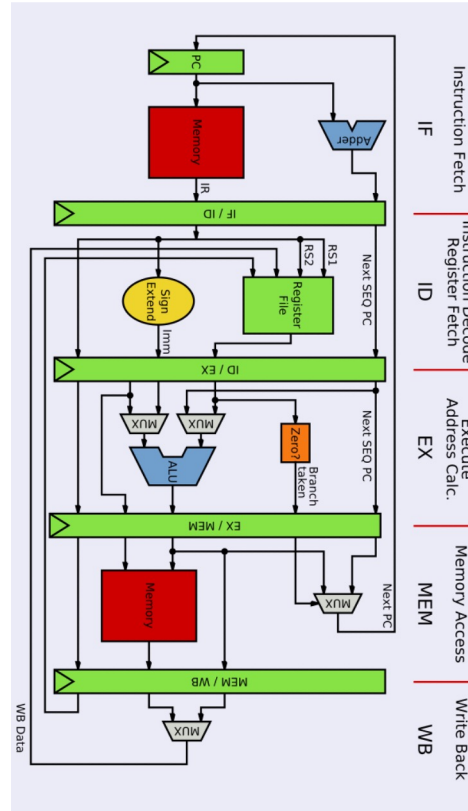 Instruction Fetch
IF
Instruction Decode
Register Fetch
ID
Execute
Address Calc.
EX
Memory Access
MEM
Write Back
WB
Next PC
Next SEQ PC
Next SEQ PC
Adder
PC
Memory
IR
IF / ID
RS1
RS2
Register
File
Sign
Extend
Imm
ID / EX
Zero?
Branch
taken
MUX
MUX
ALU
EX / MEM
MUX
Memory
MEM / WB
MUX
WB Data